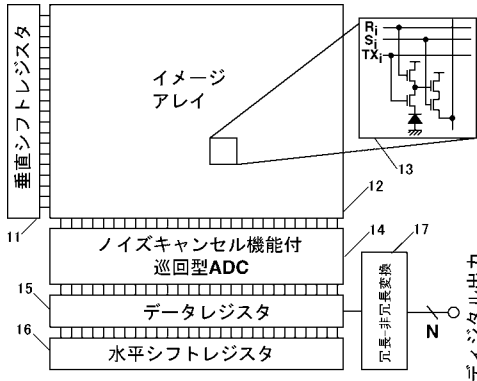 垂直シフトレジスタ
イメージ
アレイ
Ri
Si
TXi
13
11
12
ノイズキャンセル機能付
巡回型ADC
14
17
15
データレジスタ
冗長-非冗長変換
N
ディジタル出力
16
水平シフトレジスタ